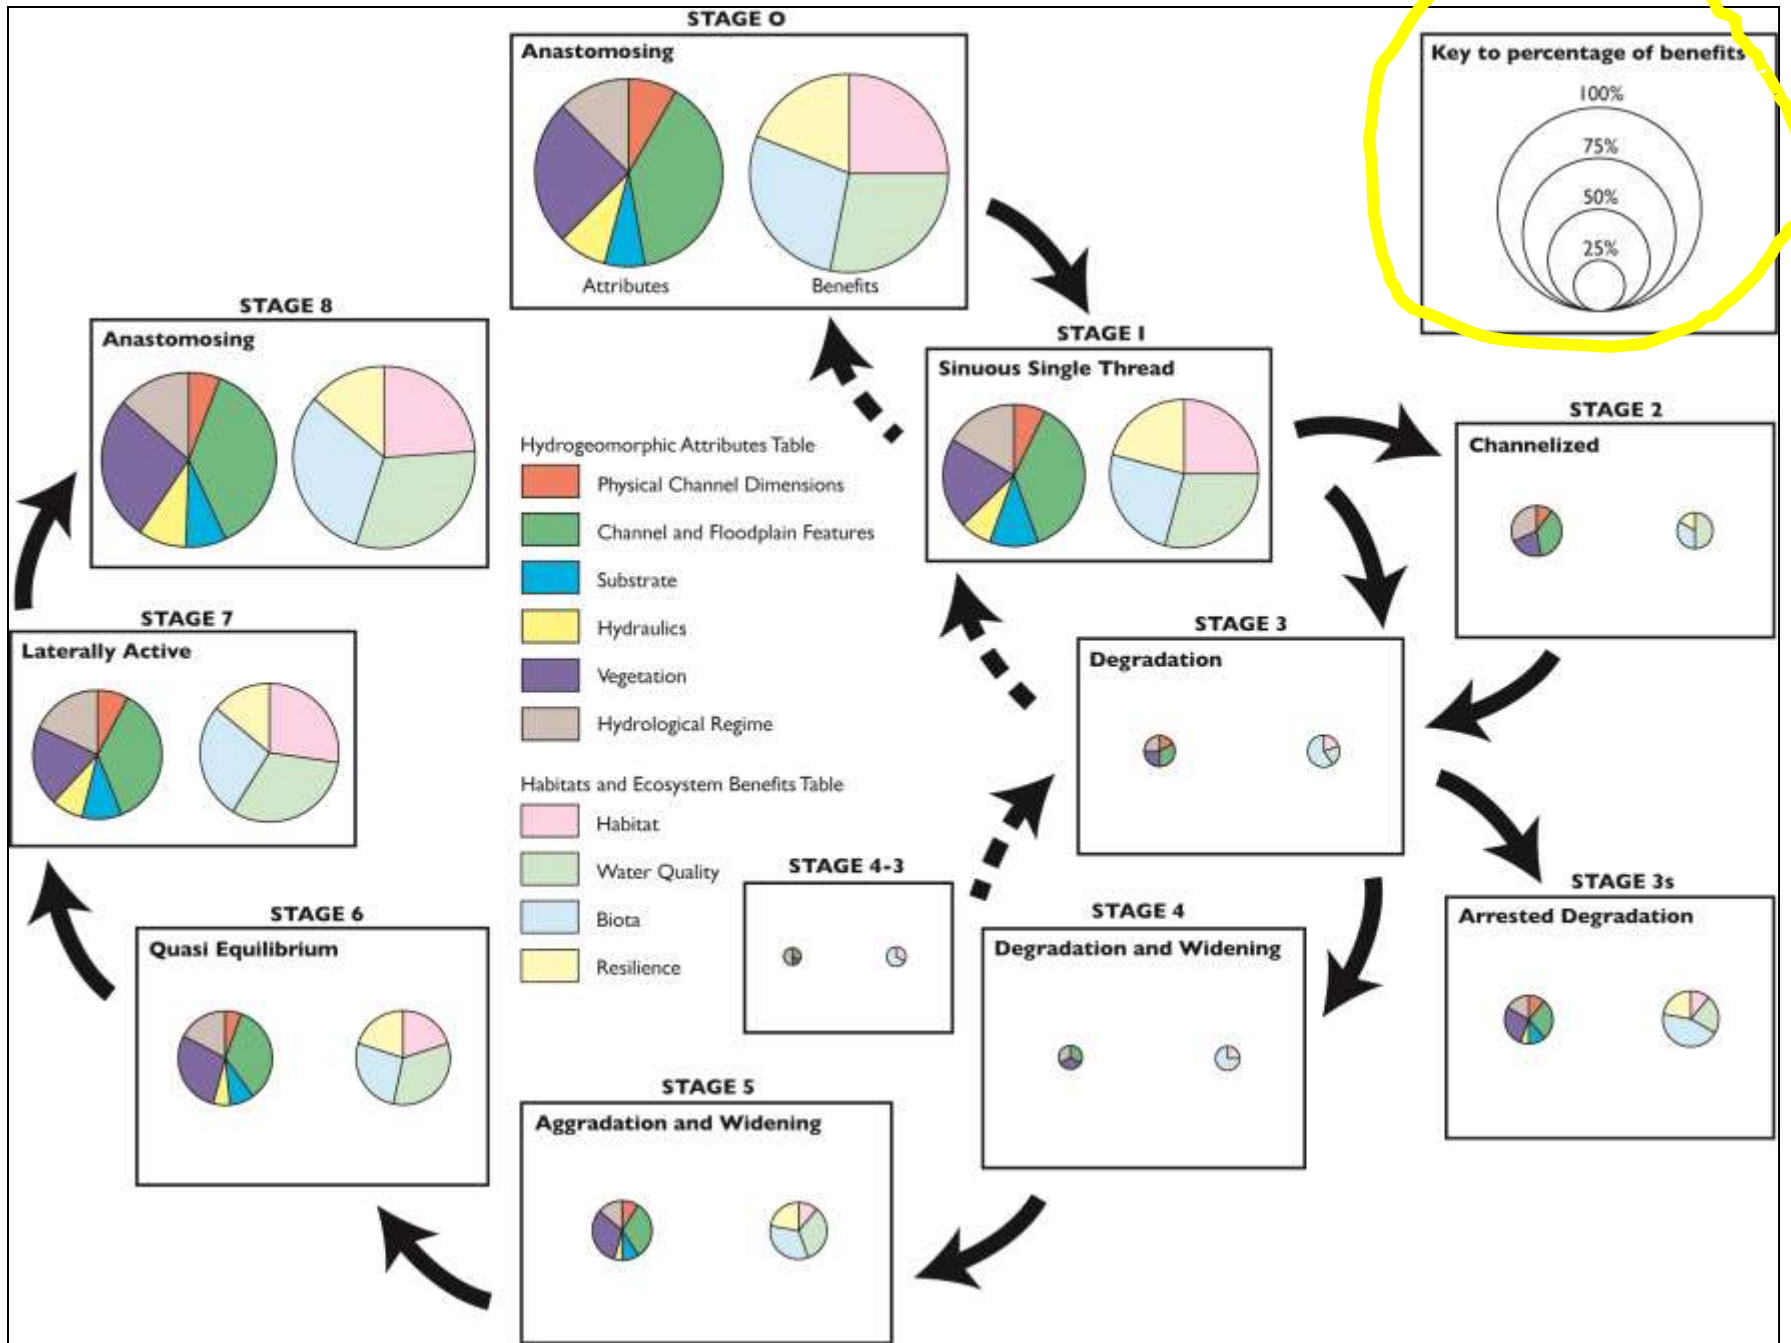 STAGE O
Anastomosing
Attributes
Benefits
Key to percentage of benefits
100%
75%
50%
25%
STAGE 8
Anastomosing
STAGE I
Sinuous Single Thread
STAGE 2
Channelized
Hydrogeomorphic Attributes Table
Physical Channel Dimensions
Channel and Floodplain Features
Substrate
Hydraulics
Vegetation
Hydrological Regime
Habitats and Ecosystem Benefits Table
Habitat
Water Quality
Biota
Resilience
STAGE 7
Laterally Active
STAGE 3
Degradation
STAGE 4-3
STAGE 3s
Arrested Degradation
STAGE 4
Degradation and Widening
STAGE 6
Quasi Equilibrium
STAGE 5
Aggradation and Widening